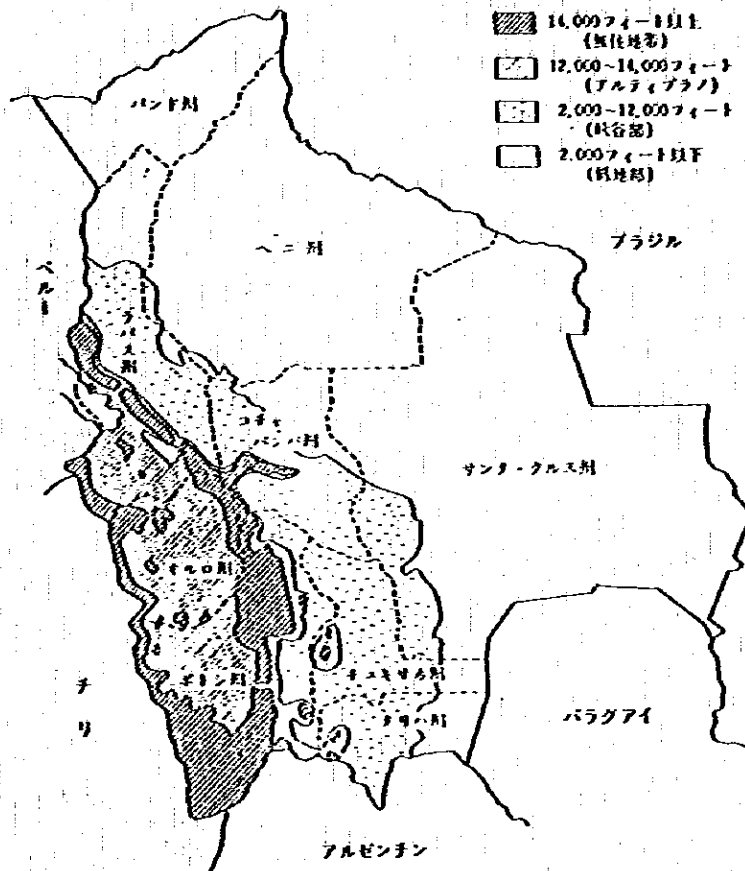 14,000フィート以上
(無住地帯)
12,000~14,000フィート
(アルティプラノ)
2,000~12,000フィート
(峡谷部)
2,000フィート以下
(低地部)
パンド州
ベニ州
ブラジル
ペルー
ラパス州
コチャ
バンバ州
サンタ・クルス州
オルロ州
ポトシ州
チュキサカ州
タリハ州
チリ
パラグアイ
アルゼンチン